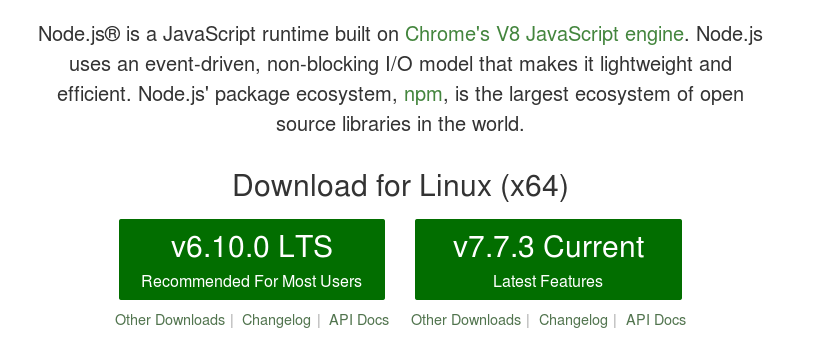 Node.js® is a JavaScript runtime built on Chrome's V8 JavaScript engine. Node.js
uses an event-driven, non-blocking I/O model that makes it lightweight and
efficient. Node.js' package ecosystem, npm, is the largest ecosystem of open
source libraries in the world.
Download for Linux (x64)
v6.10.0 LTS
Recommended For Most Users
Other Downloads | Changelog | API Docs
v7.7.3 Current
Latest Features
Other Downloads | Changelog | API Docs